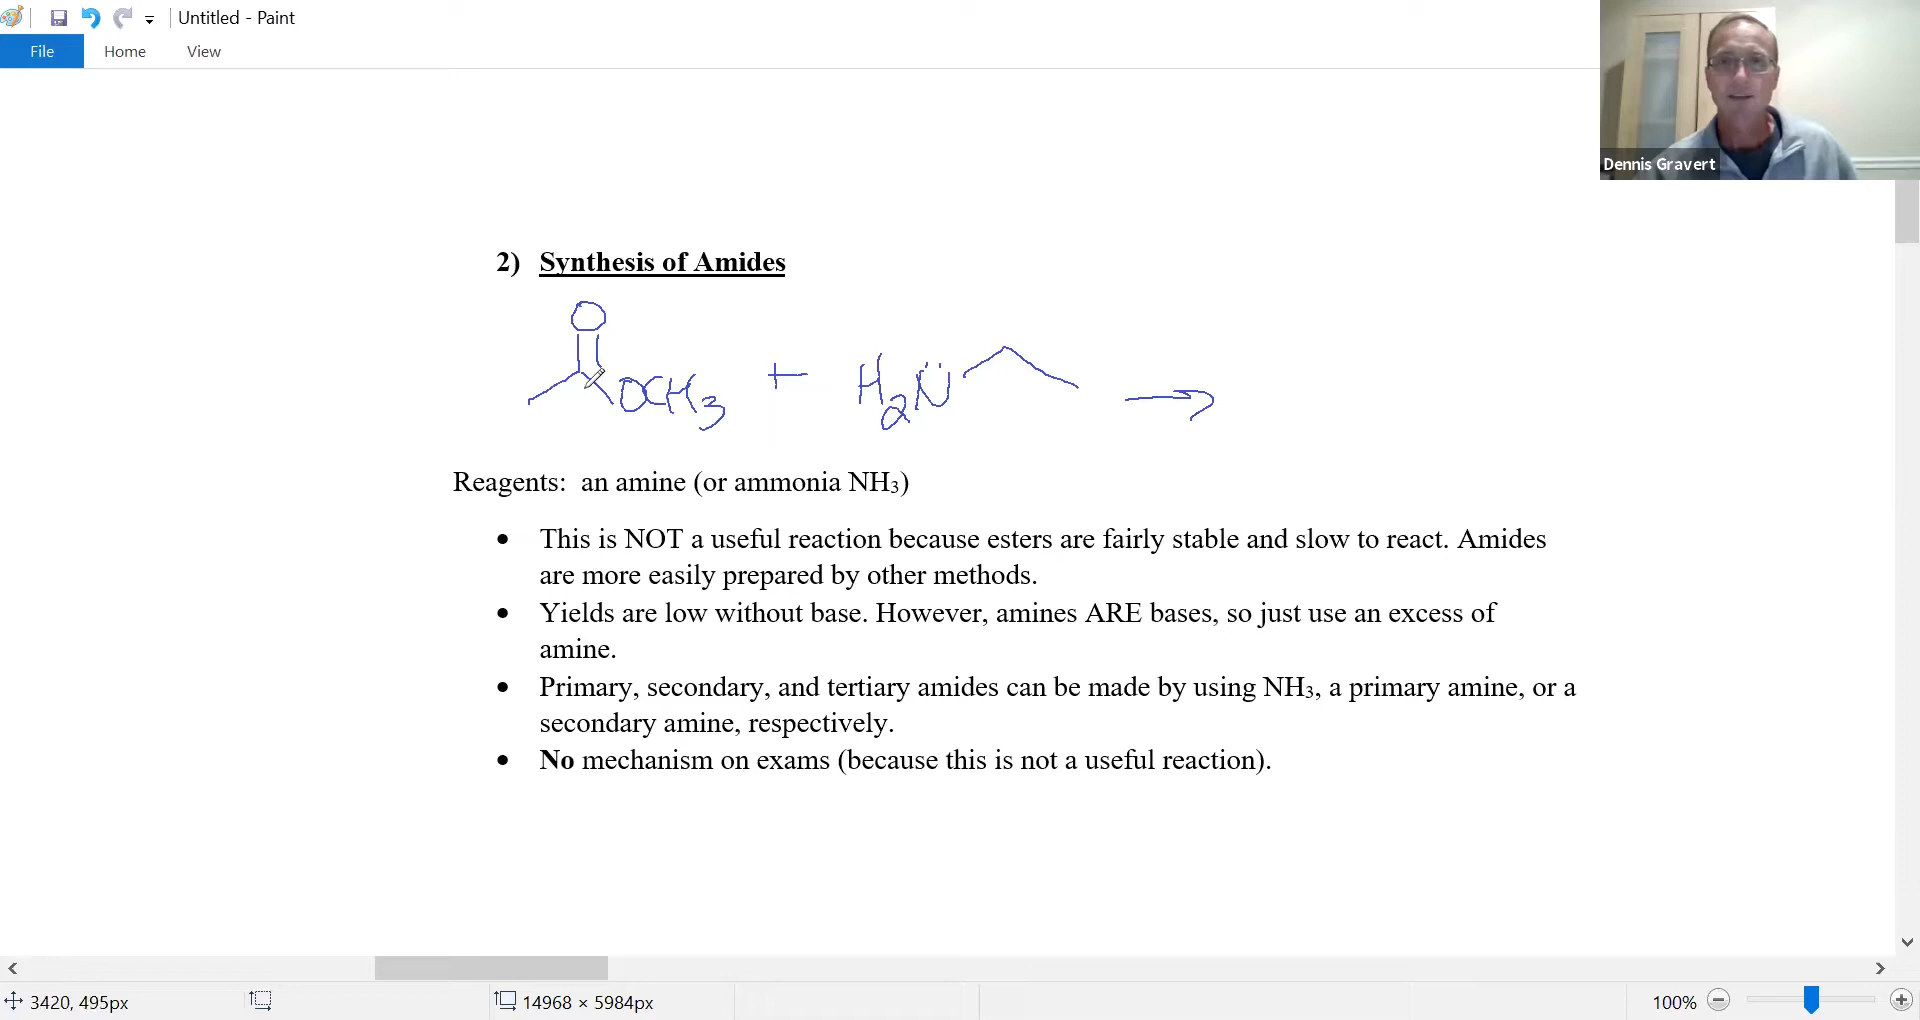 Untitled - Paint
File Home View
Dennis Gravert
2) Synthesis of Amides
O
OCH3 + H2N →
Reagents: an amine (or ammonia NH₃)
• This is NOT a useful reaction because esters are fairly stable and slow to react. Amides
are more easily prepared by other methods.
• Yields are low without base. However, amines ARE bases, so just use an excess of
amine.
• Primary, secondary, and tertiary amides can be made by using NH₃, a primary amine, or a
secondary amine, respectively.
• No mechanism on exams (because this is not a useful reaction).
3420, 495px 14968 × 5984px 100%